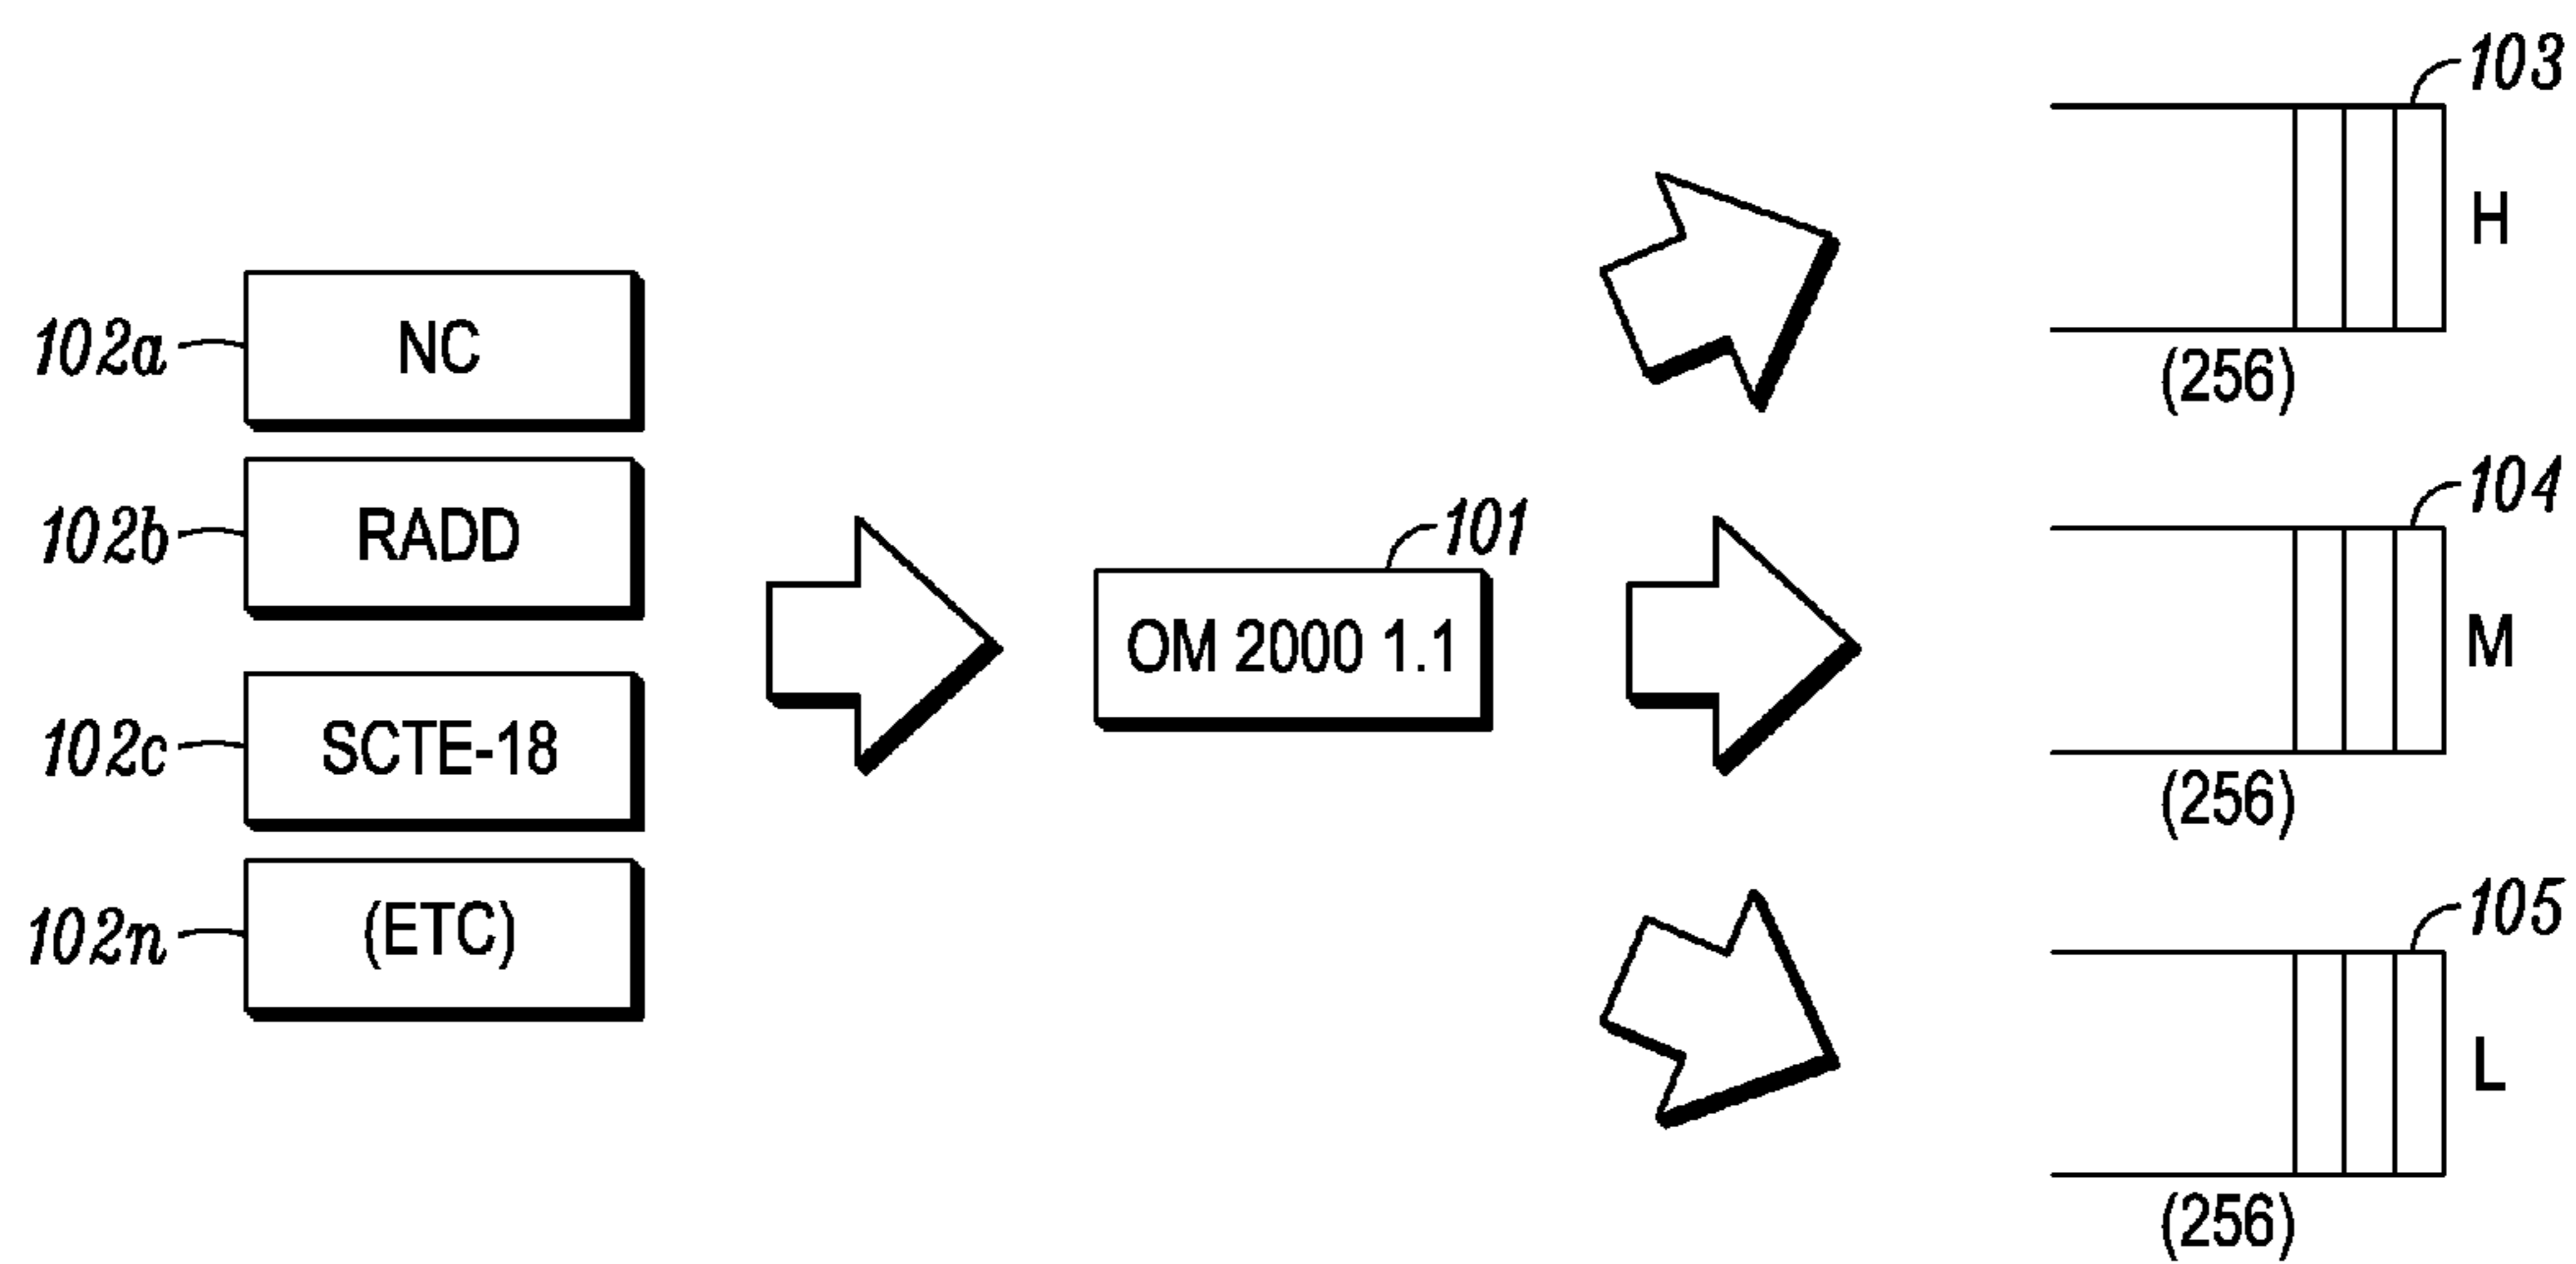 102a
NC
102b
RADD
102c
SCTE-18
102n
(ETC)
101
OM 2000 1.1
103
H
(256)
104
M
(256)
105
L
(256)